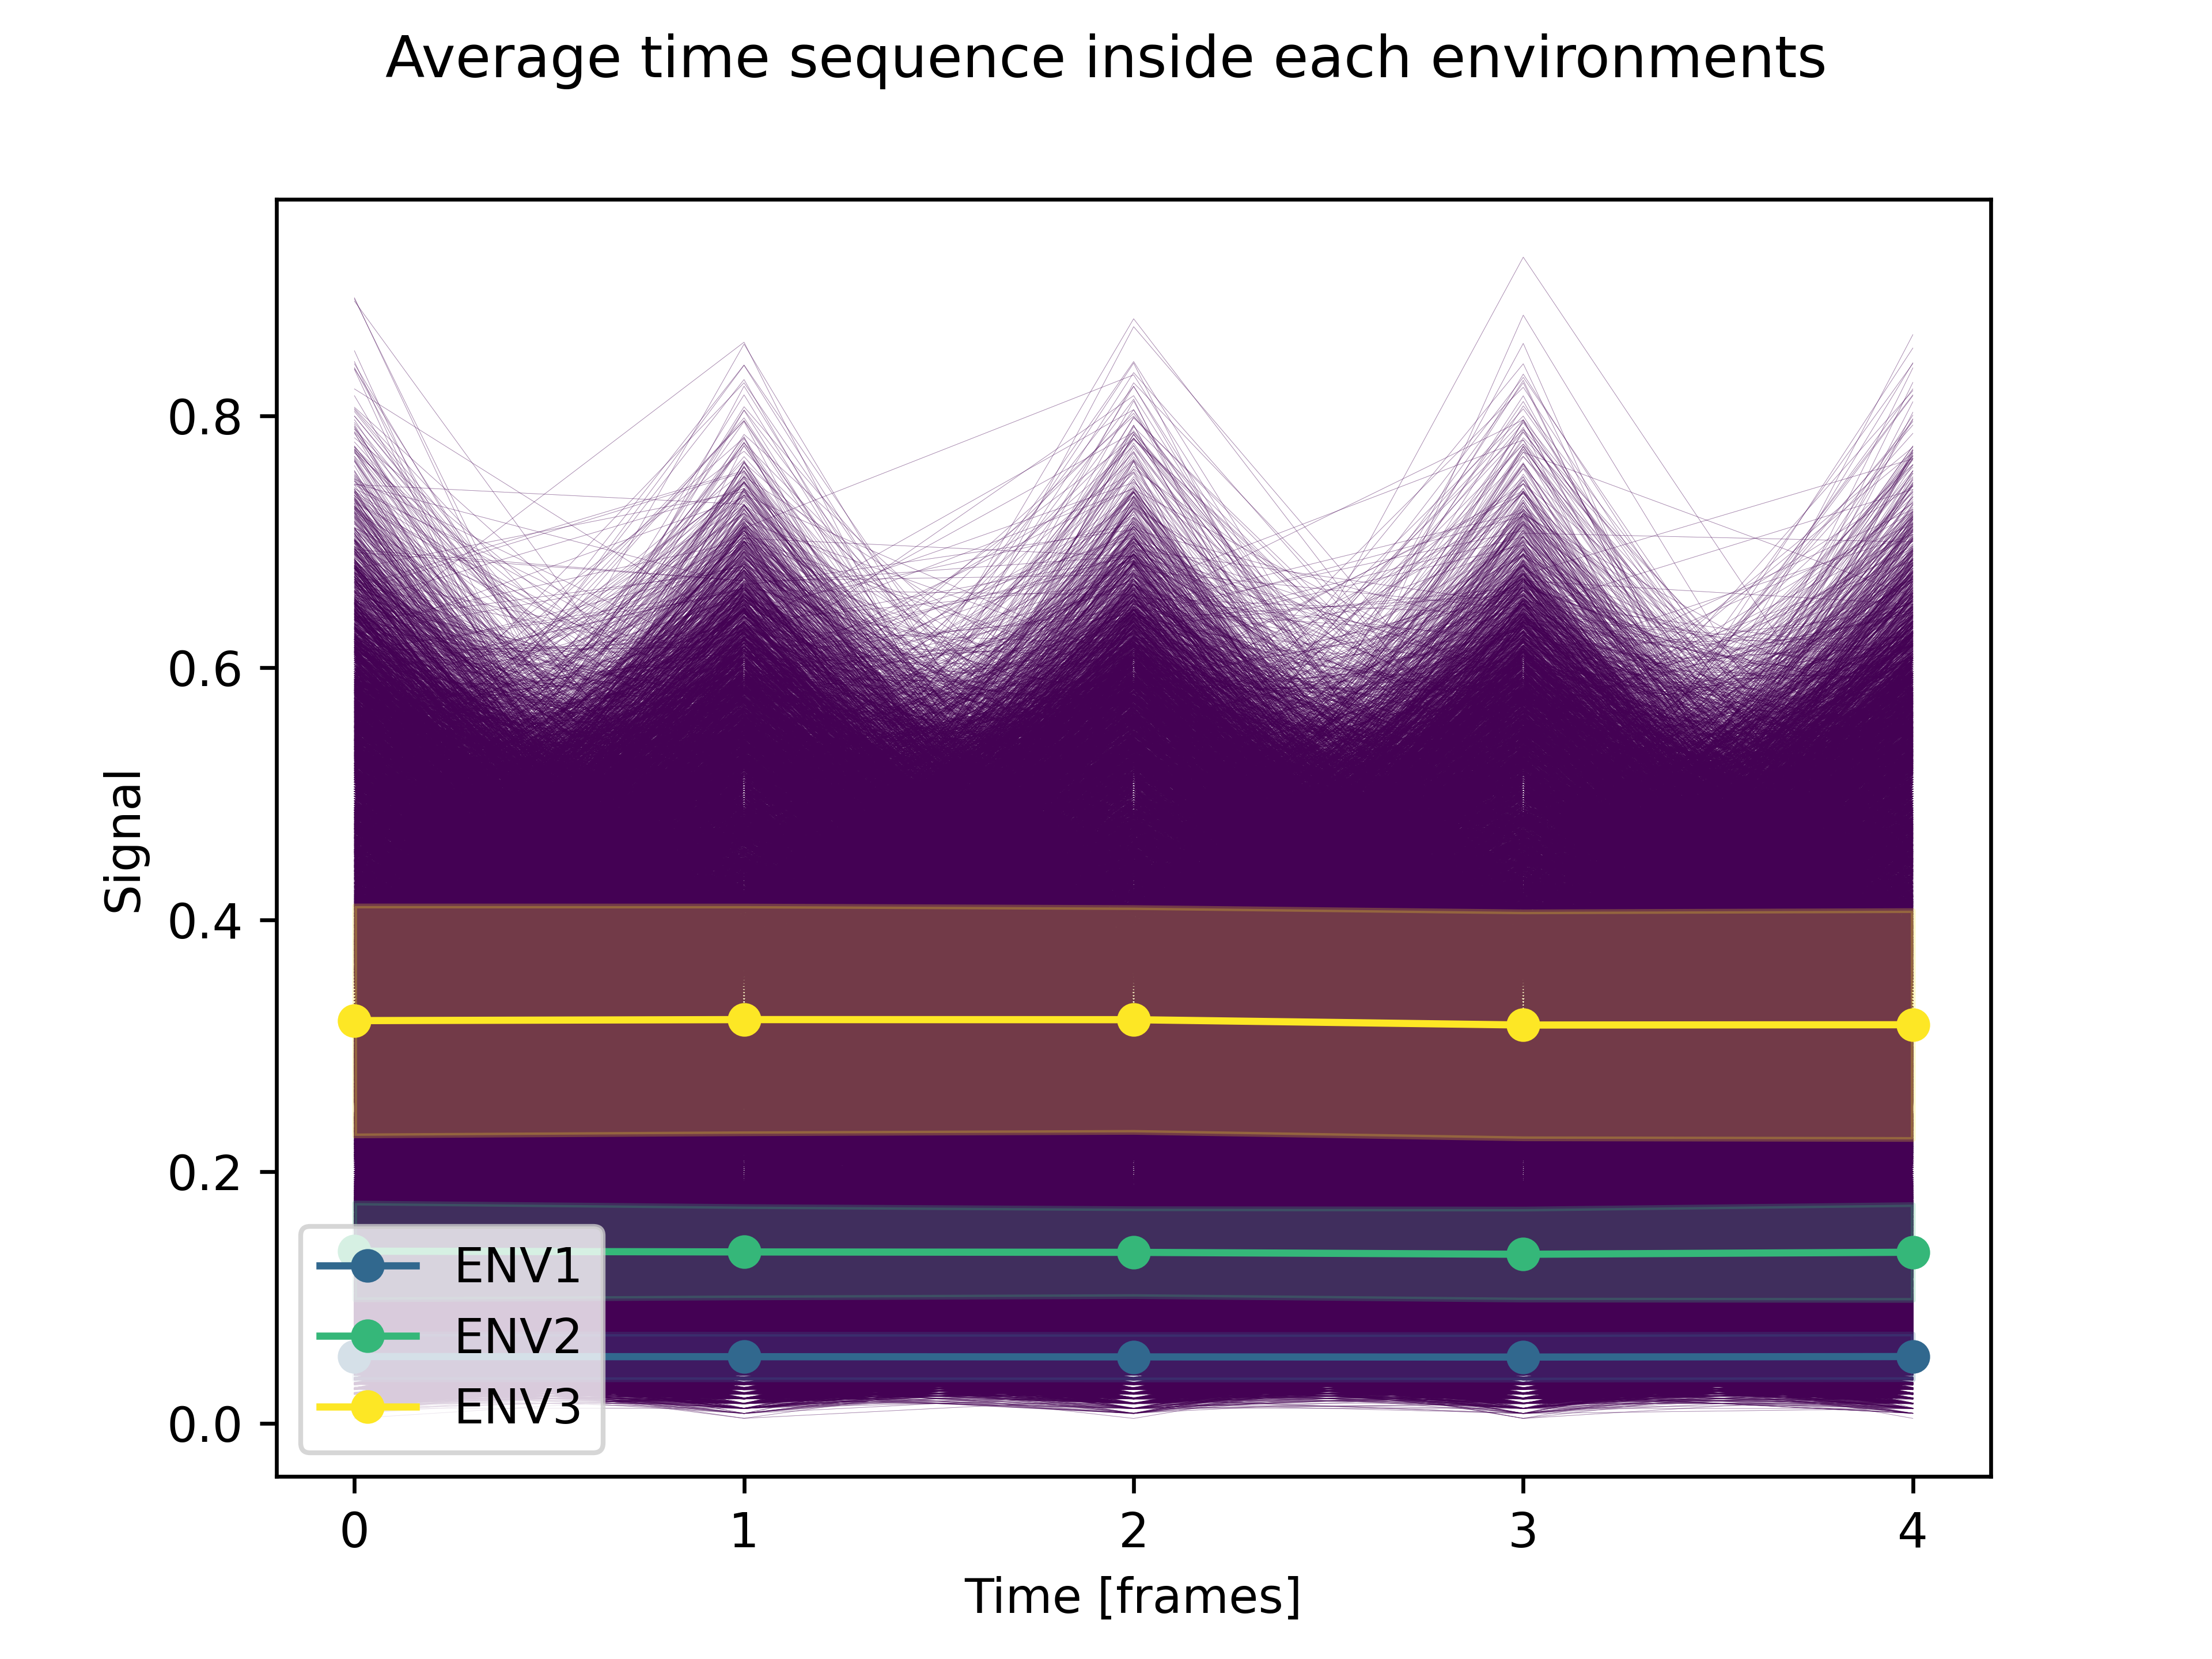 Average time sequence inside each environments
Signal
0.8
0.6
0.4
0.2
0.0
ENV1
ENV2
ENV3
0 1 2 3 4
Time [frames]